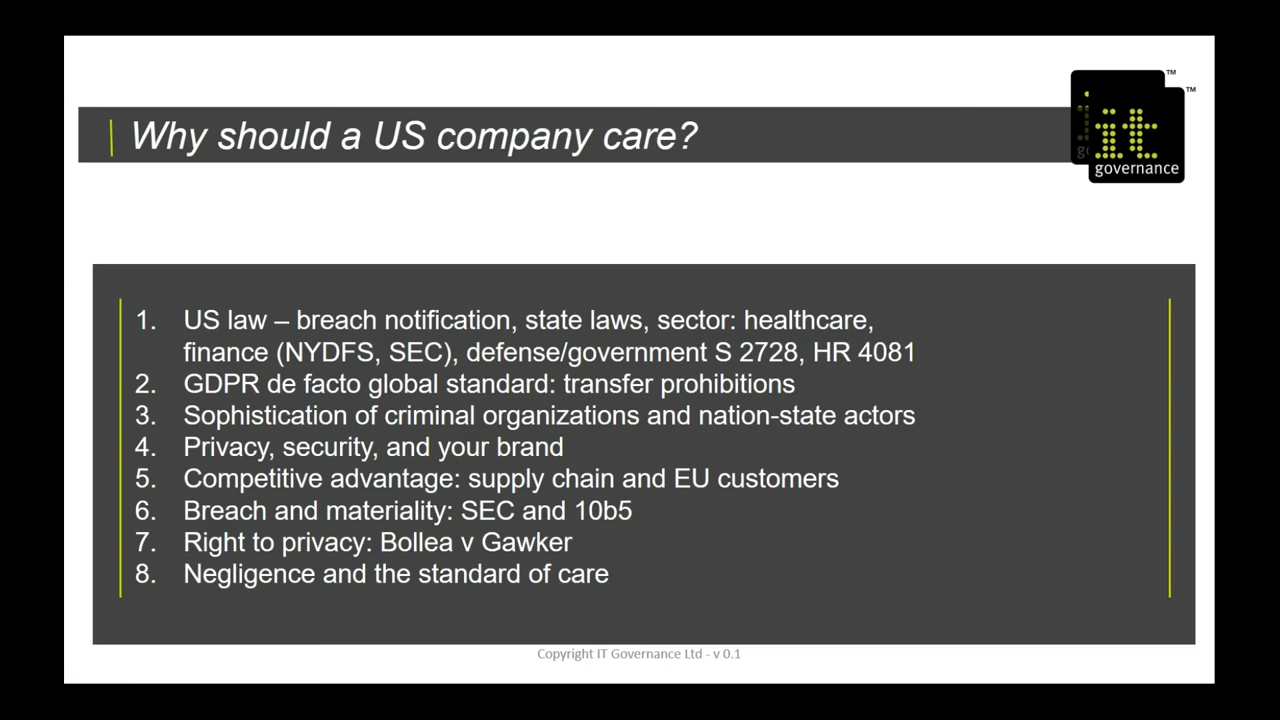 Why should a US company care?
TM
TM
it
governance
1. US law – breach notification, state laws, sector: healthcare,
finance (NYDFS, SEC), defense/government S 2728, HR 4081
2. GDPR de facto global standard: transfer prohibitions
3. Sophistication of criminal organizations and nation-state actors
4. Privacy, security, and your brand
5. Competitive advantage: supply chain and EU customers
6. Breach and materiality: SEC and 10b5
7. Right to privacy: Bollea v Gawker
8. Negligence and the standard of care
Copyright IT Governance Ltd - v 0.1